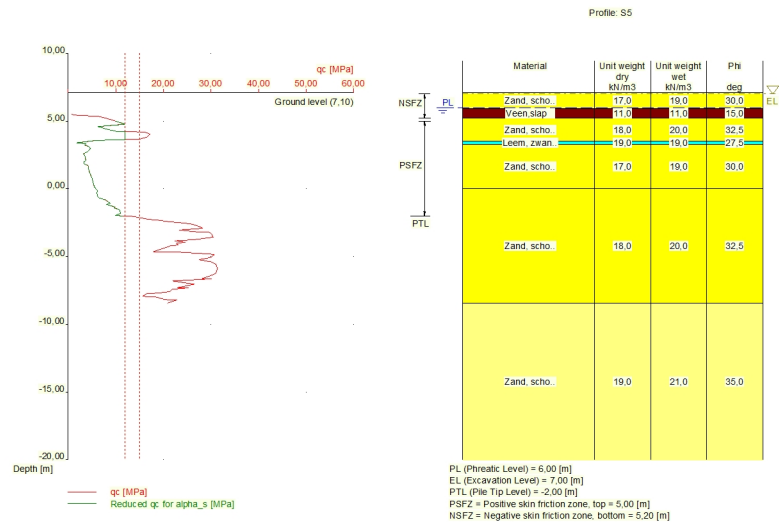 Profile: S5
10,00
qc [MPa]
10,00 20,00 30,00 40,00 50,00 60,00
Ground level (7,10)
5,00
0,00
-5,00
-10,00
-15,00
-20,00
Depth [m]
qc [MPa]
Reduced qc for alpha_s [MPa]
Material Unit weight dry kN/m3 Unit weight wet kN/m3 Phi deg
EL
NSFZ PL
Zand, scho.. 17,0 19,0 30,0
Veen,slap 11,0 11,0 15,0
Zand, scho.. 18,0 20,0 32,5
Leem, zwan.. 19,0 19,0 27,5
PSFZ
Zand, scho.. 17,0 19,0 30,0
PTL
Zand, scho.. 18,0 20,0 32,5
Zand, scho.. 19,0 21,0 35,0
PL (Phreatic Level) = 6,00 [m]
EL (Excavation Level) = 7,00 [m]
PTL (Pile Tip Level) = -2,00 [m]
PSFZ = Positive skin friction zone, top = 5,00 [m]
NSFZ = Negative skin friction zone, bottom = 5,20 [m]